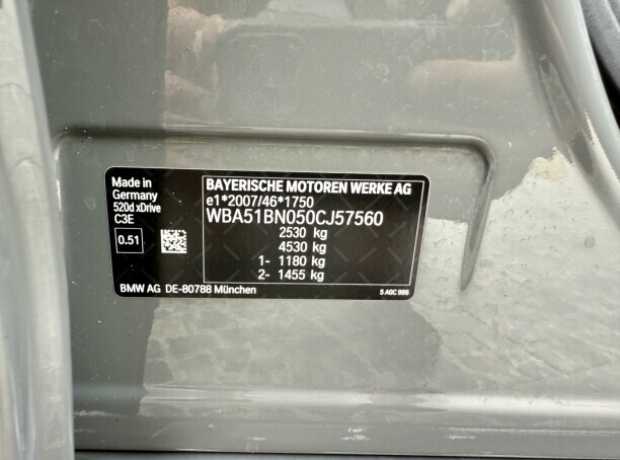 Made in
Germany
520d xDrive
C3E
0.51
BAYERISCHE MOTOREN WERKE AG
e1*2007/46*1750
WBA51BN050CJ57560
2530 kg
4530 kg
1- 1180 kg
2- 1455 kg
BMW AG DE-80788 München